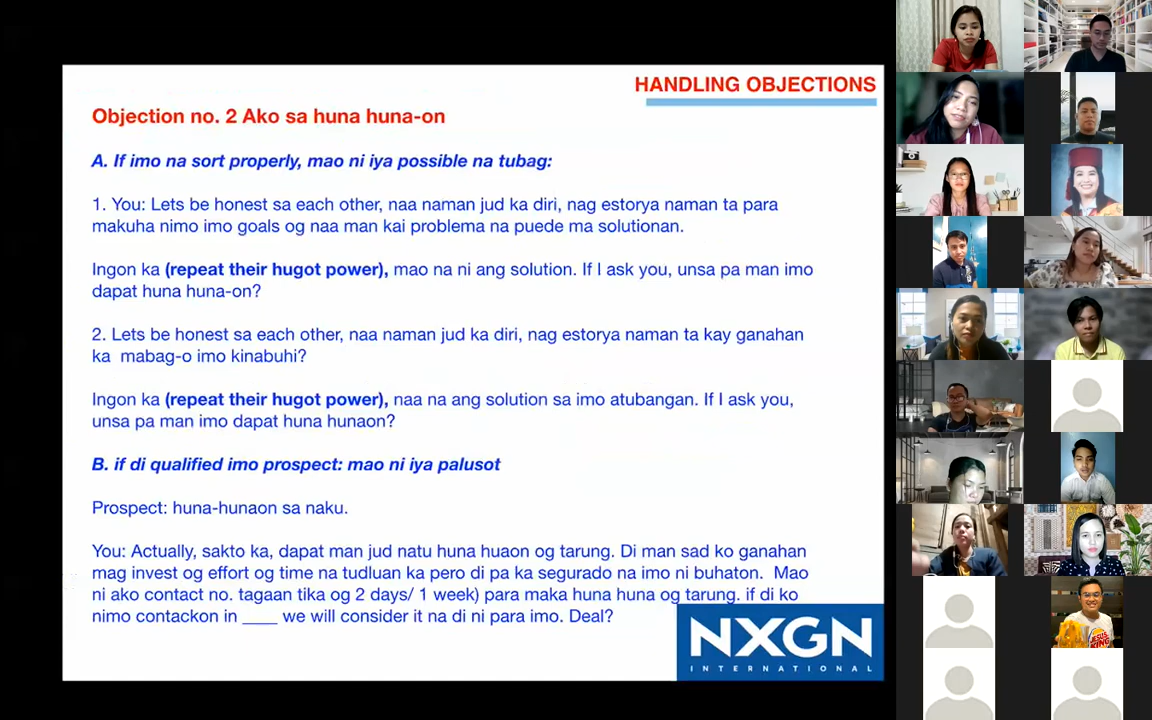 HANDLING OBJECTIONS
Objection no. 2 Ako sa huna huna-on
A. If imo na sort properly, mao ni iya possible na tubag:
1. You: Lets be honest sa each other, naa naman jud ka diri, nag estorya naman ta para
makuha nimo imo goals og naa man kai problema na puede ma solutionan.
Ingon ka (repeat their hugot power), mao na ni ang solution. If I ask you, unsa pa man imo
dapat huna huna-on?
2. Lets be honest sa each other, naa naman jud ka diri, nag estorya naman ta kay ganahan
ka mabag-o imo kinabuhi?
Ingon ka (repeat their hugot power), naa na ang solution sa imo atubangan. If I ask you,
unsa pa man imo dapat huna hunaon?
B. if di qualified imo prospect: mao ni iya palusot
Prospect: huna-hunaon sa naku.
You: Actually, sakto ka, dapat man jud natu huna huaon og tarung. Di man sad ko ganahan
mag invest og effort og time na tudluan ka pero di pa ka segurado na imo ni buhaton. Mao
ni ako contact no. tagaan tika og 2 days/ 1 week) para maka huna huna og tarung. if di ko
nimo contackon in ____ we will consider it na di ni para imo. Deal?
NXGN
INTERNATIONAL
JESUS
KING